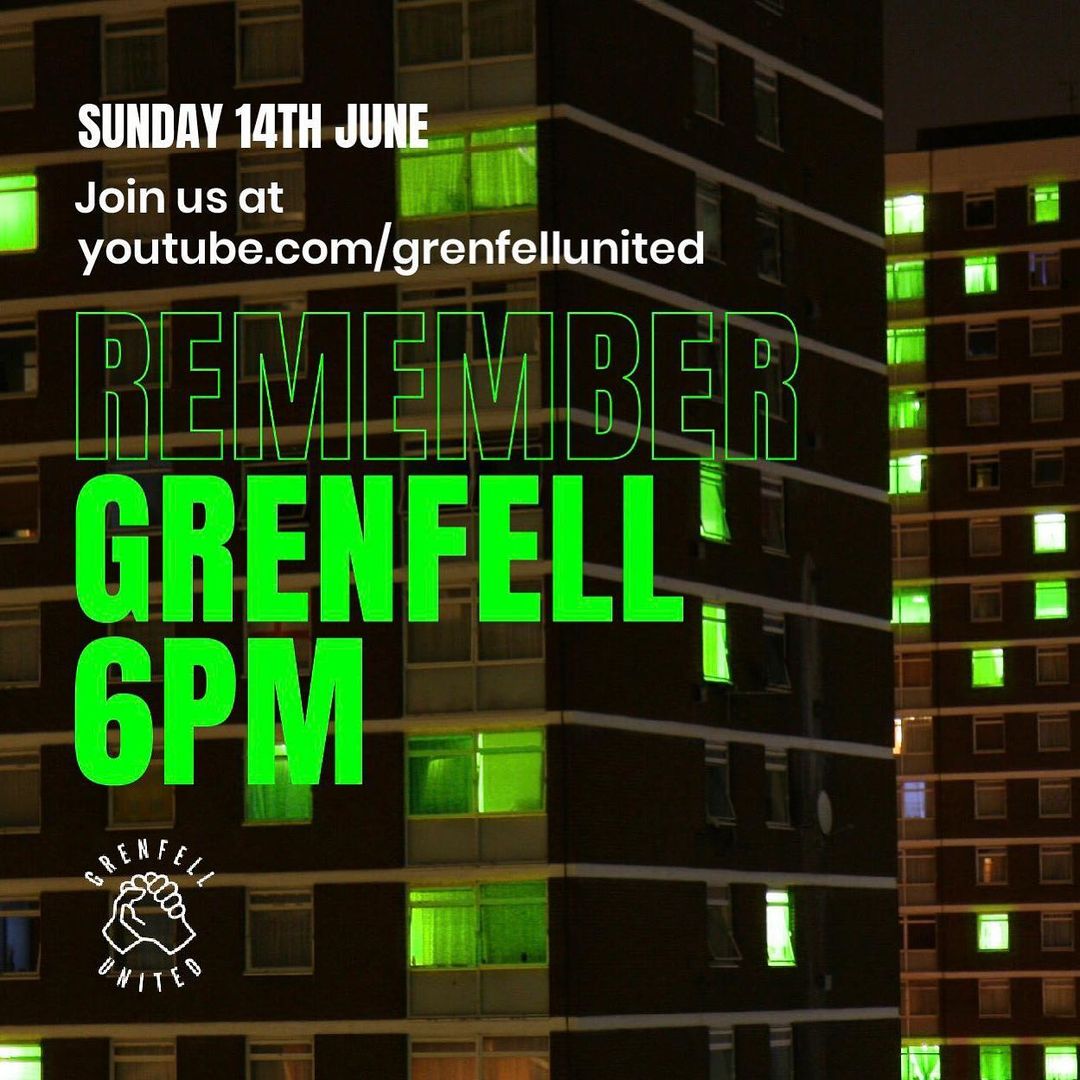 SUNDAY 14TH JUNE
Join us at
youtube.com/grenfellunited
REMEMBER
GRENFELL
6PM
GRENFELL
UNITED